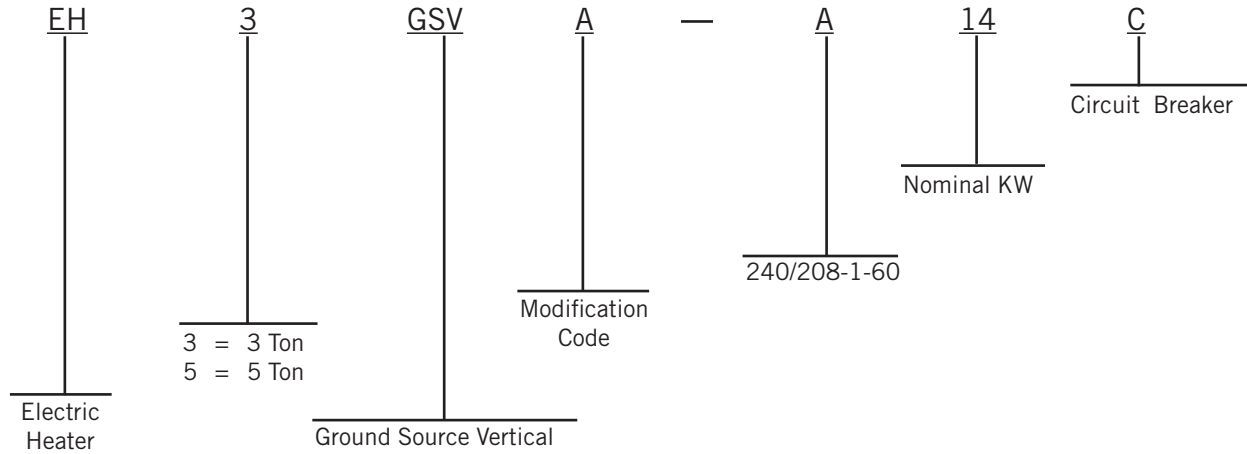 EH 3 GSV A — A 14 C
Circuit Breaker
Nominal KW
240/208-1-60
Modification
Code
3 = 3 Ton
5 = 5 Ton
Electric
Heater
Ground Source Vertical